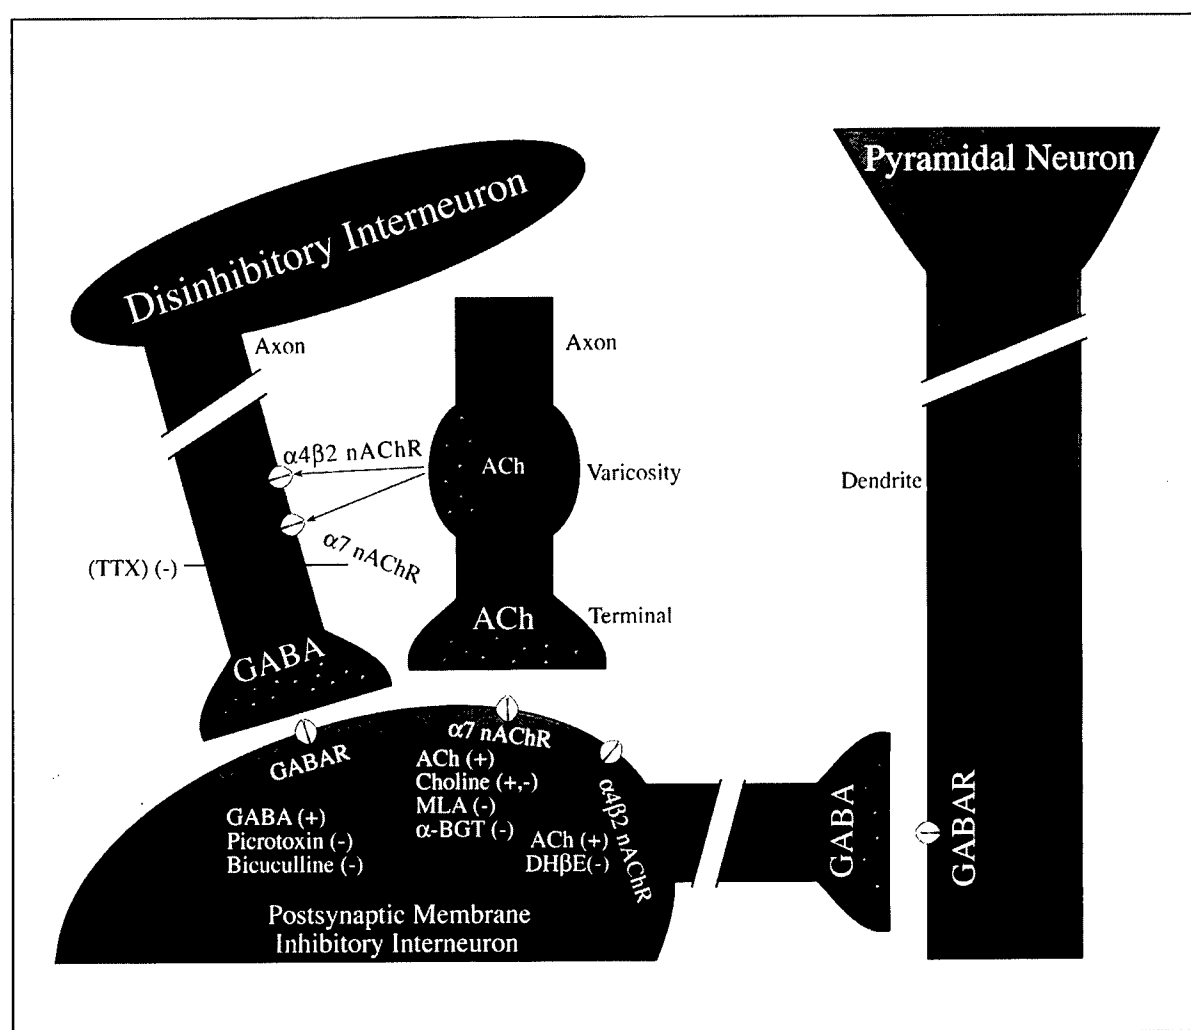 Pyramidal Neuron
Disinhibitory Interneuron
Axon
Axon
α4β2 nAChR
ACh
Varicosity
Dendrite
α7 nAChR
(TTX) (-)
ACh
Terminal
GABA
GABAR
α7 nAChR
ACh (+)
Choline (+,-)
MLA (-)
α-BGT (-)
α4β2 nAChR
GABA (+)
Picrotoxin (-)
Bicuculline (-)
ACh (+)
DHβE(-)
GABA
GABAR
Postsynaptic Membrane
Inhibitory Interneuron